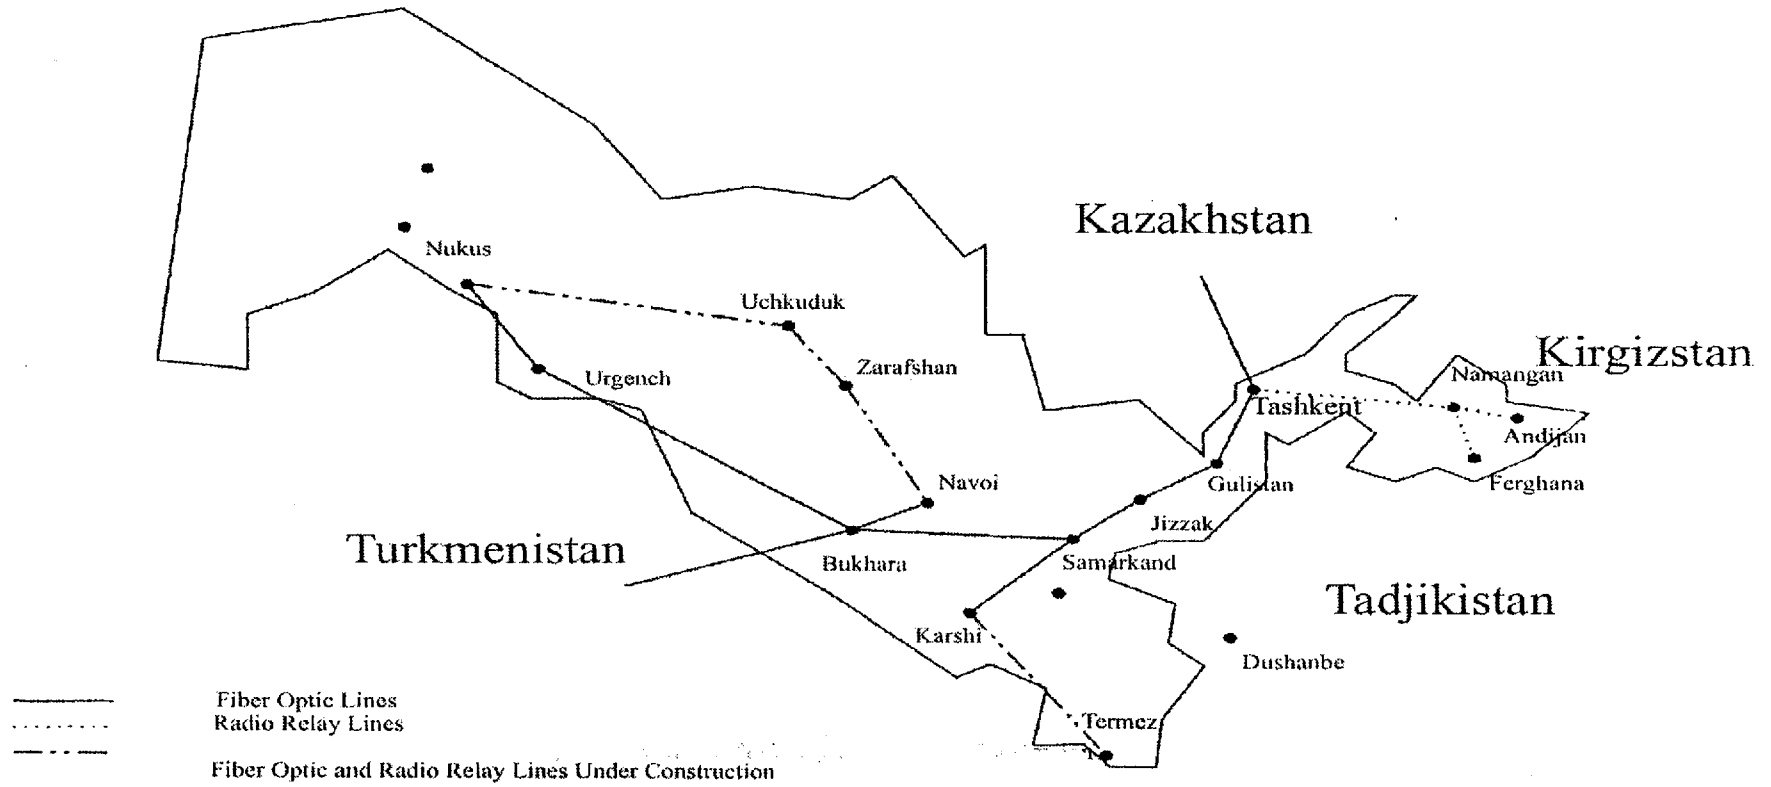 Kazakhstan
Nukus
Uchkuduk
Kirgizstan
Zarafshan
Namangan
Urgench
Tashkent
Andijan
Navoi
Gulistan
Ferghana
Jizzak
Turkmenistan
Bukhara
Samarkand
Tadjikistan
Karshi
Dushanbe
Fiber Optic Lines
Radio Relay Lines
Termez
Fiber Optic and Radio Relay Lines Under Construction